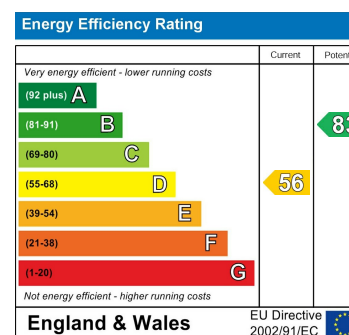 Energy Efficiency Rating
Current Poten
Very energy efficient - lower running costs
(92 plus) A
(81-91) B 83
(69-80) C
(55-68) D 56
(39-54) E
(21-38) F
(1-20) G
Not energy efficient - higher running costs
England & Wales
EU Directive
2002/91/EC